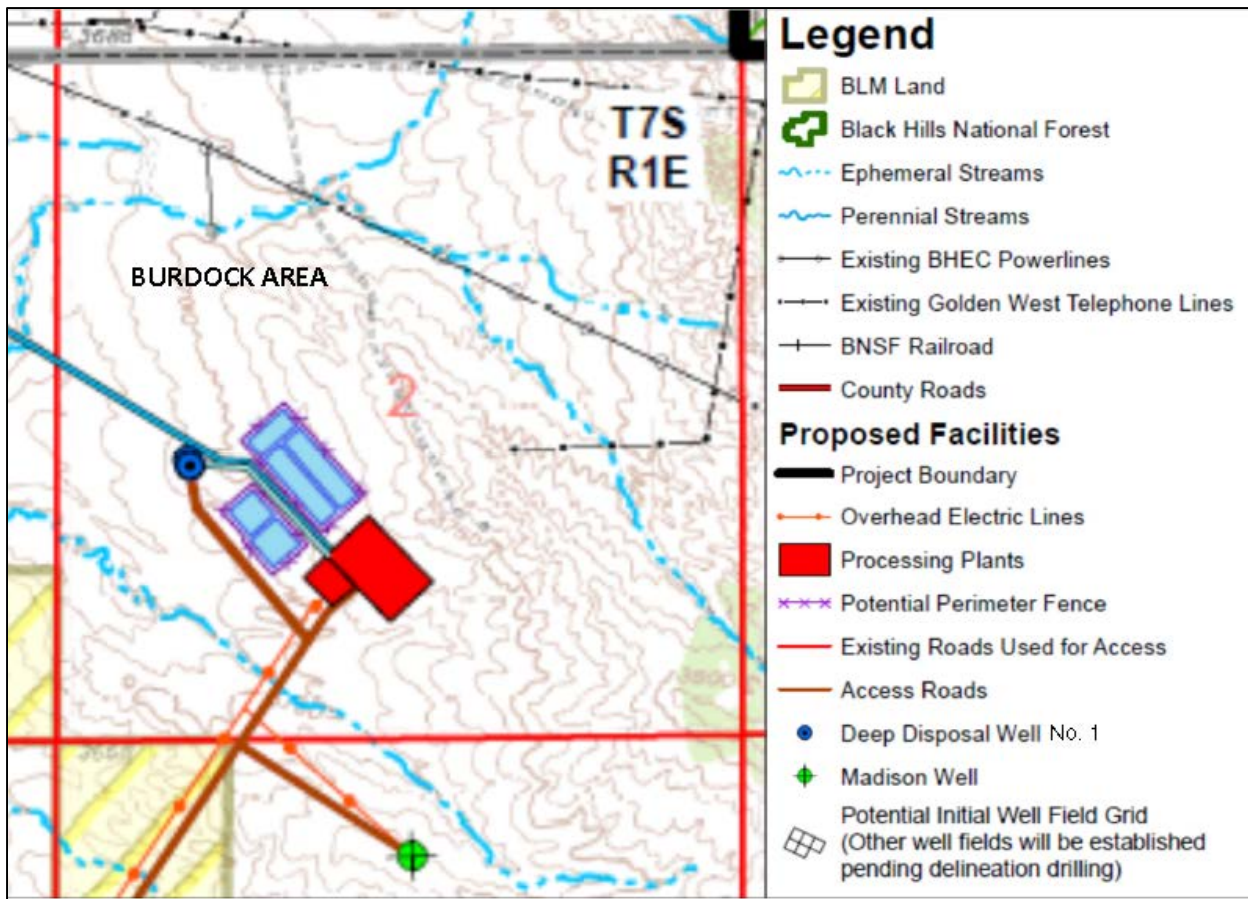 3686
T7S
R1E
BURDOCK AREA
2
Legend
BLM Land
Black Hills National Forest
Ephemeral Streams
Perennial Streams
Existing BHEC Powerlines
Existing Golden West Telephone Lines
BNSF Railroad
County Roads
Proposed Facilities
Project Boundary
Overhead Electric Lines
Processing Plants
Potential Perimeter Fence
Existing Roads Used for Access
Access Roads
Deep Disposal Well No. 1
Madison Well
Potential Initial Well Field Grid
(Other well fields will be established
pending delineation drilling)